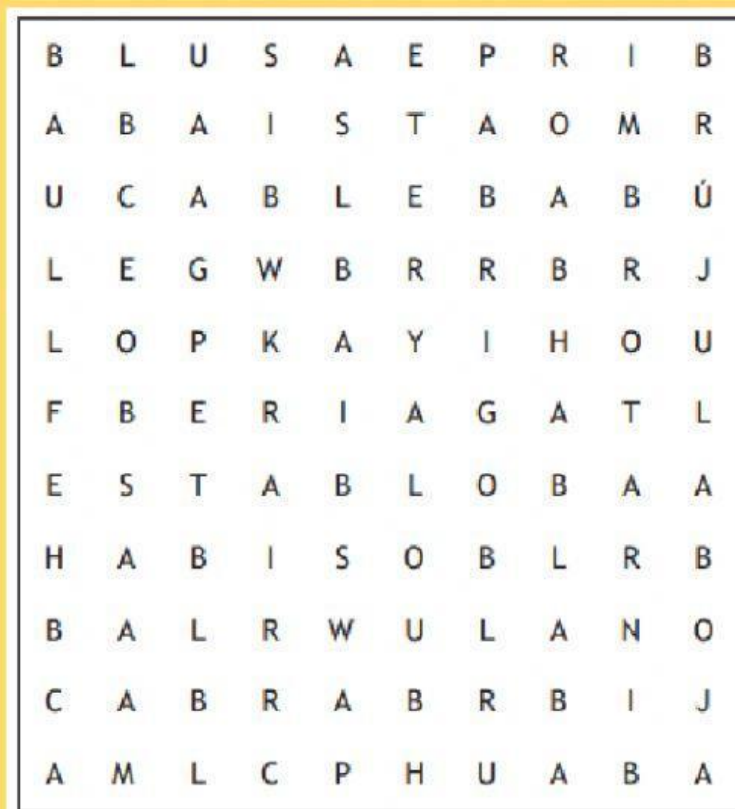 B L U S A E P R I B
A B A I S T A O M R
U C A B L E B A B Ú
L E G W B R R B R J
L O P K A Y I H O U
F B E R I A G A T L
E S T A B L O B A A
H A B I S O B L R B
B A L R W U L A N O
C A B R A B R B I J
A M L C P H U A B A